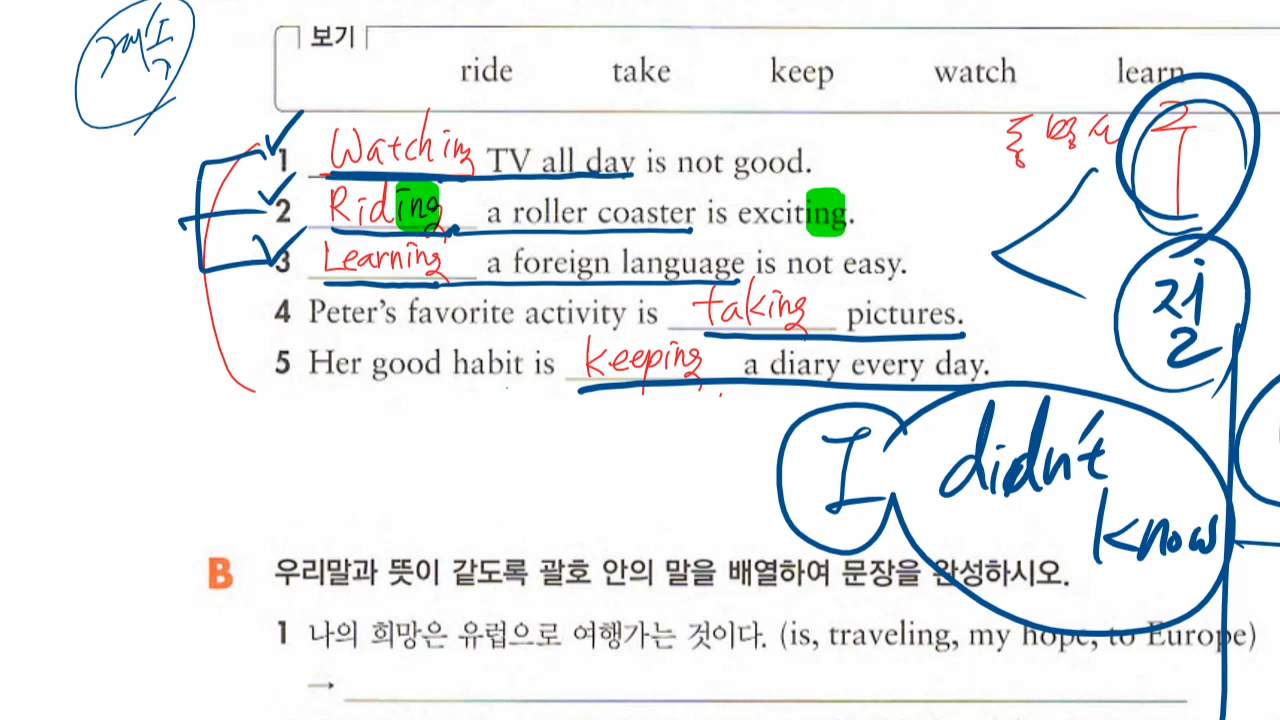 보기
ride take keep watch learn
1 Watching TV all day is not good.
2 Riding a roller coaster is exciting.
3 Learning a foreign language is not easy.
4 Peter's favorite activity is taking pictures.
5 Her good habit is keeping a diary every day.
I didn't know
B 우리말과 뜻이 같도록 괄호 안의 말을 배열하여 문장을 완성하시오.
1 나의 희망은 유럽으로 여행가는 것이다. (is, traveling, my hope, to Europe)
→